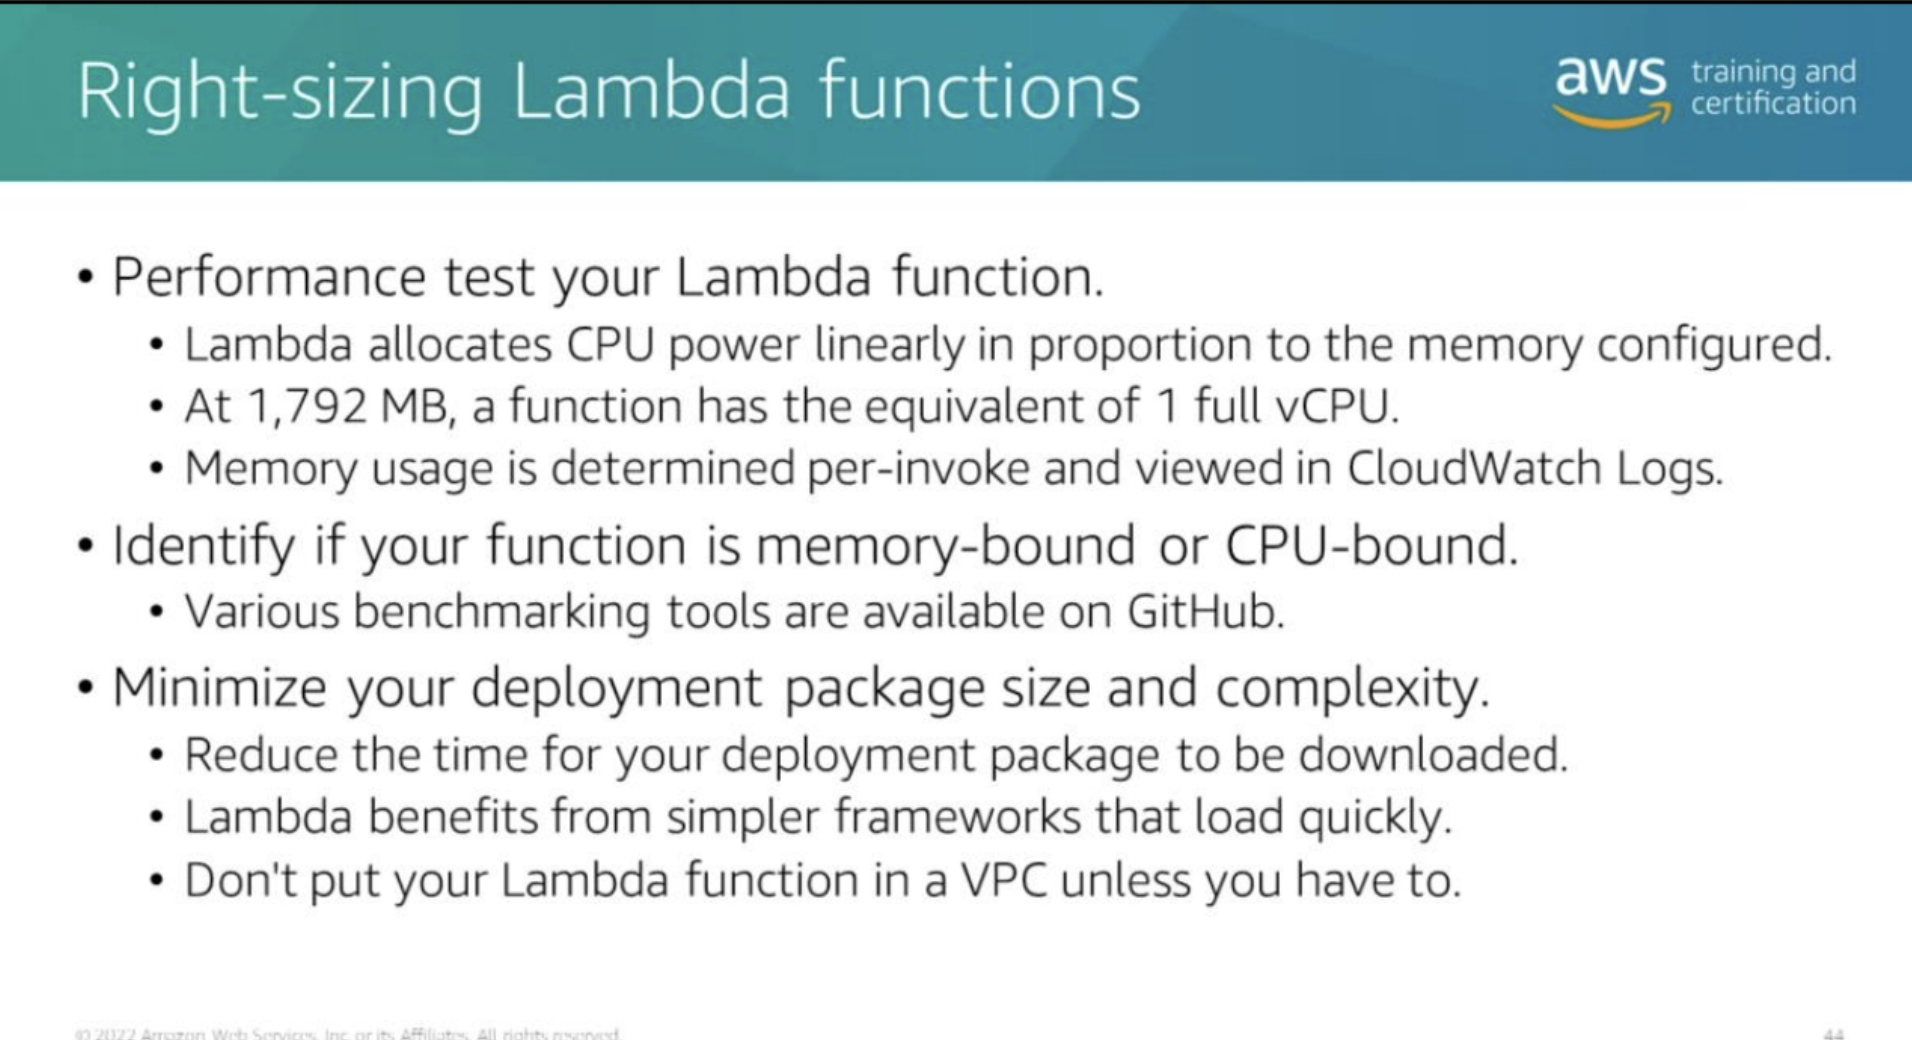 Right-sizing Lambda functions
aws training and
certification
• Performance test your Lambda function.
• Lambda allocates CPU power linearly in proportion to the memory configured.
• At 1,792 MB, a function has the equivalent of 1 full vCPU.
• Memory usage is determined per-invoke and viewed in CloudWatch Logs.
• Identify if your function is memory-bound or CPU-bound.
• Various benchmarking tools are available on GitHub.
• Minimize your deployment package size and complexity.
• Reduce the time for your deployment package to be downloaded.
• Lambda benefits from simpler frameworks that load quickly.
• Don't put your Lambda function in a VPC unless you have to.
© 2022 Amazon Web Services, Inc. or its Affiliates. All rights reserved.
44